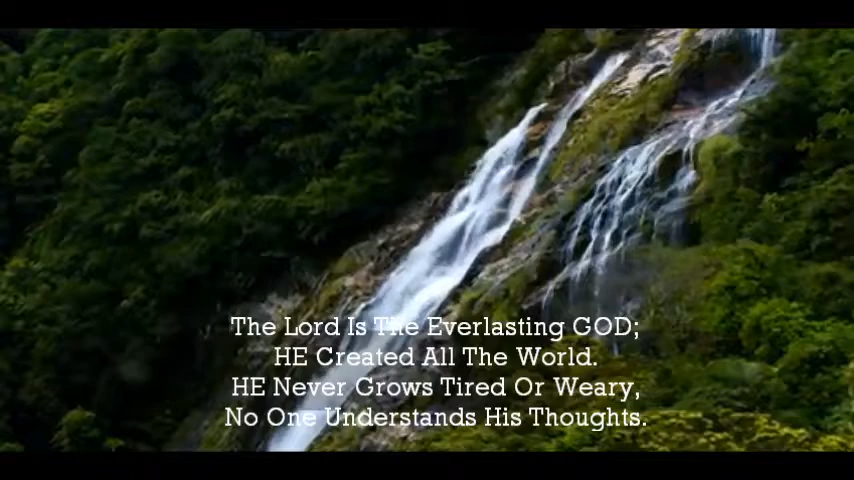 The Lord Is The Everlasting GOD;
HE Created All The World.
HE Never Grows Tired Or Weary,
No One Understands His Thoughts.